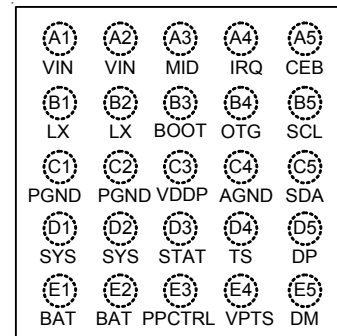 A1 A2 A3 A4 A5
VIN VIN MID IRQ CEB
B1 B2 B3 B4 B5
LX LX BOOT OTG SCL
C1 C2 C3 C4 C5
PGND PGND VDDP AGND SDA
D1 D2 D3 D4 D5
SYS SYS STAT TS DP
E1 E2 E3 E4 E5
BAT BAT PPCTRL VPTS DM